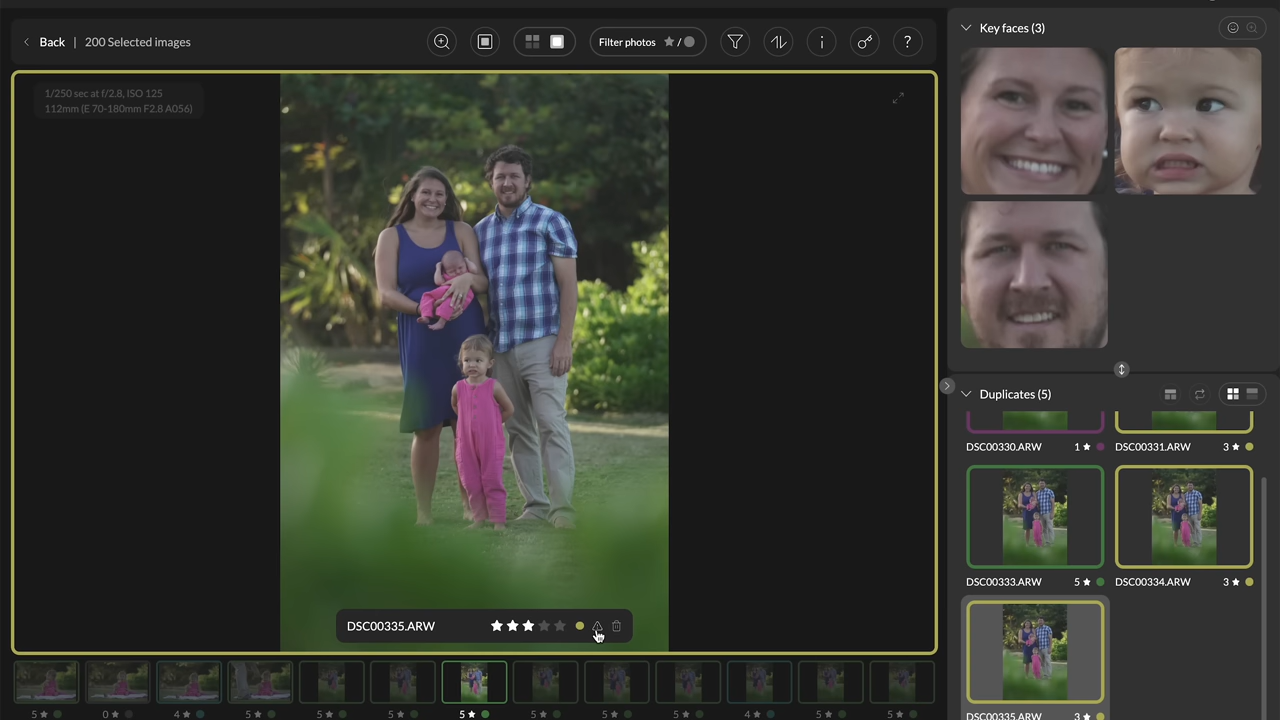 Back | 200 Selected images
Filter photos ★ /
?
1/250 sec at f/2.8, ISO 125
112mm (E 70-180mm F2.8 A056)
DSC00335.ARW
5 ★
0 ★
4 ★
5 ★
5 ★
5 ★
5 ★
5 ★
5 ★
5 ★
4 ★
5 ★
5 ★
Key faces (3)
Duplicates (5)
DSC00330.ARW 1 ★
DSC00331.ARW 3 ★
DSC00333.ARW 5 ★
DSC00334.ARW 3 ★
DSC00335.ARW 3 ★